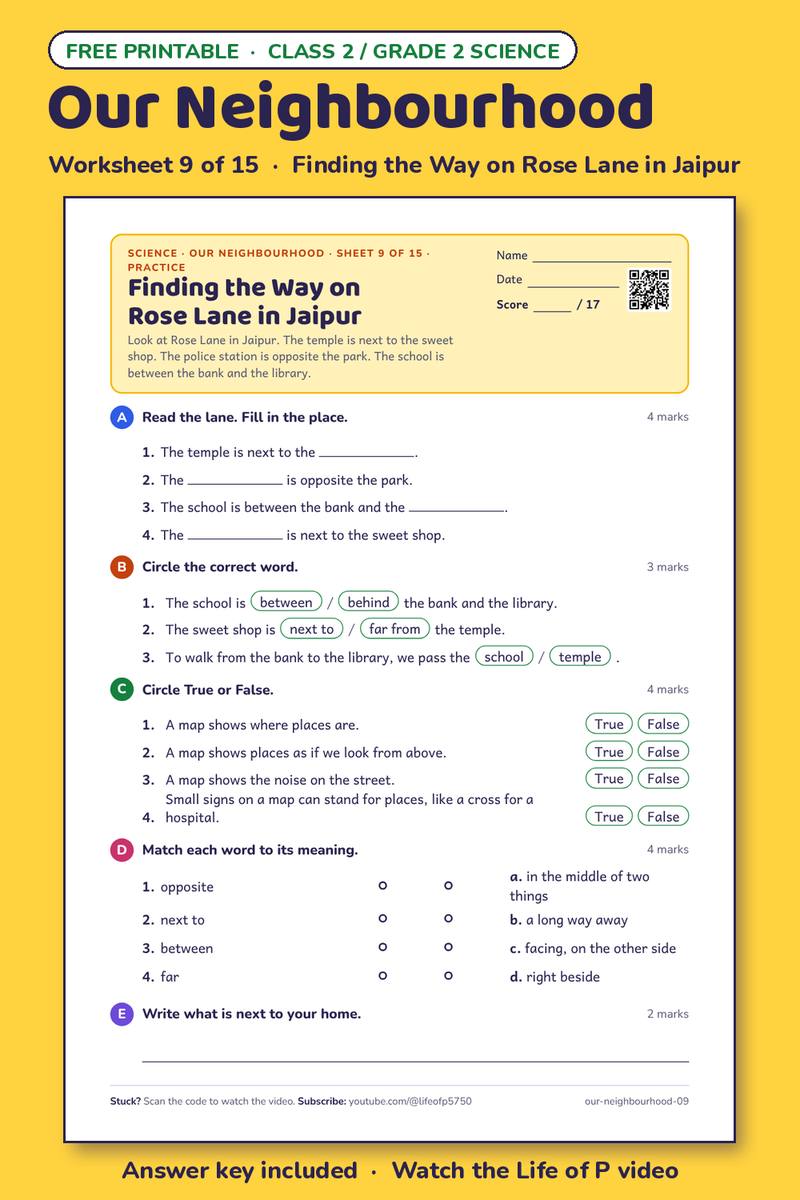 FREE PRINTABLE · CLASS 2 / GRADE 2 SCIENCE
Our Neighbourhood
Worksheet 9 of 15 · Finding the Way on Rose Lane in Jaipur
SCIENCE · OUR NEIGHBOURHOOD · SHEET 9 OF 15 ·
PRACTICE
Finding the Way on
Rose Lane in Jaipur
Look at Rose Lane in Jaipur. The temple is next to the sweet
shop. The police station is opposite the park. The school is
between the bank and the library.
Name
Date
Score / 17
A Read the lane. Fill in the place. 4 marks
1. The temple is next to the ____________.
2. The ____________ is opposite the park.
3. The school is between the bank and the ____________.
4. The ____________ is next to the sweet shop.
B Circle the correct word. 3 marks
1. The school is between / behind the bank and the library.
2. The sweet shop is next to / far from the temple.
3. To walk from the bank to the library, we pass the school / temple .
C Circle True or False. 4 marks
1. A map shows where places are. True False
2. A map shows places as if we look from above. True False
3. A map shows the noise on the street. True False
Small signs on a map can stand for places, like a cross for a
4. hospital. True False
D Match each word to its meaning. 4 marks
1. opposite a. in the middle of two
things
2. next to b. a long way away
3. between c. facing, on the other side
4. far d. right beside
E Write what is next to your home. 2 marks
Stuck? Scan the code to watch the video. Subscribe: youtube.com/@lifeofp5750 our-neighbourhood-09
Answer key included · Watch the Life of P video